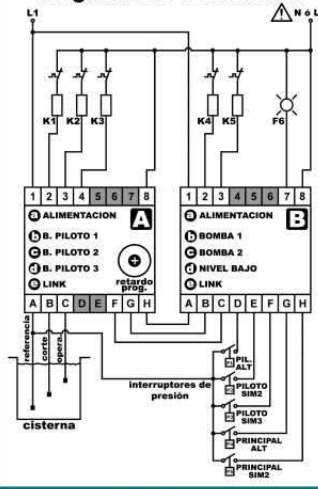 L1
N ó L
K1 K2 K3 K4 K5 F6
1 2 3 4 5 6 7 8
1 2 3 4 5 6 7 8
a ALIMENTACION A
b B. PILOTO 1
c B. PILOTO 2
d B. PILOTO 3
e LINK
retardo
prog.
A B C D E F G H
a ALIMENTACION B
b BOMBA 1
c BOMBA 2
d NIVEL BAJO
e LINK
A B C D E F G H
referencia
corte
opera.
cisterna
interruptores de
presión
PIL.
ALT
PILOTO
SIM2
PILOTO
SIM3
PRINCIPAL
ALT
PRINCIPAL
SIM2